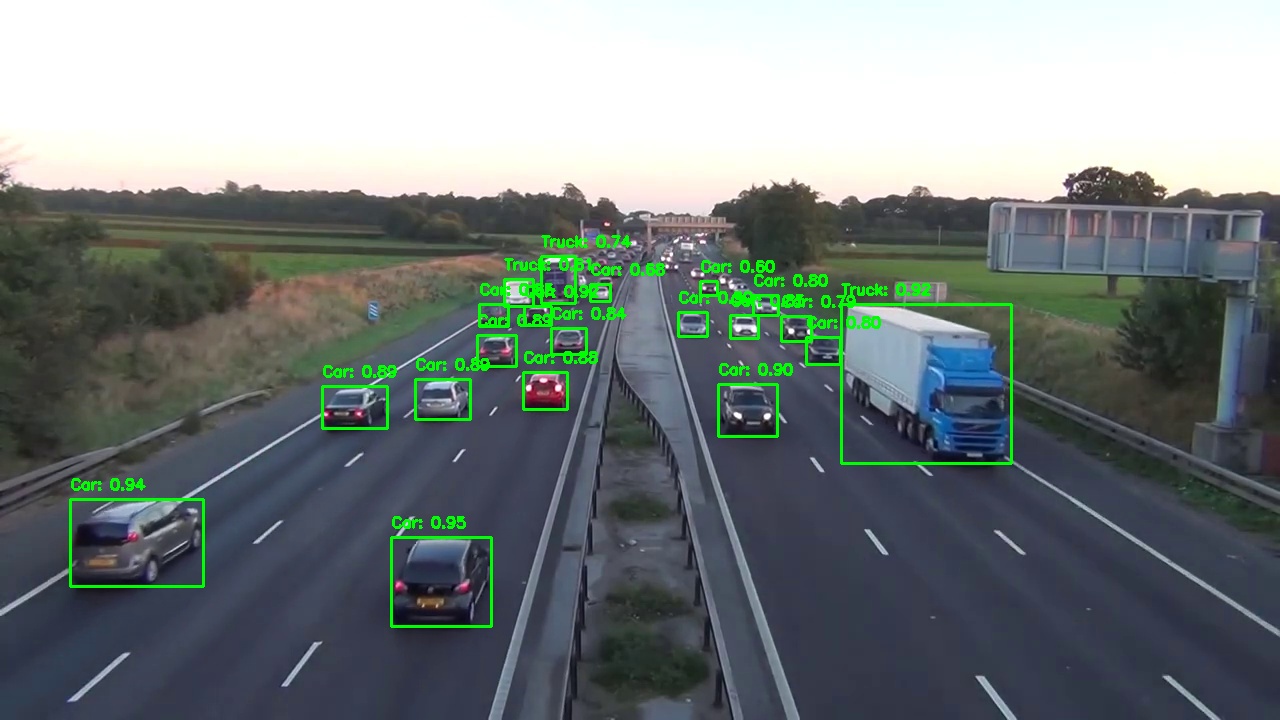 Truck: 0.74
Car: 0.68
Car: 0.60
Car: 0.80
Truck: 0.92
Car: 0.84
Car: 0.80
Car: 0.88
Car: 0.89
Car: 0.89
Car: 0.90
Car: 0.94
Car: 0.95